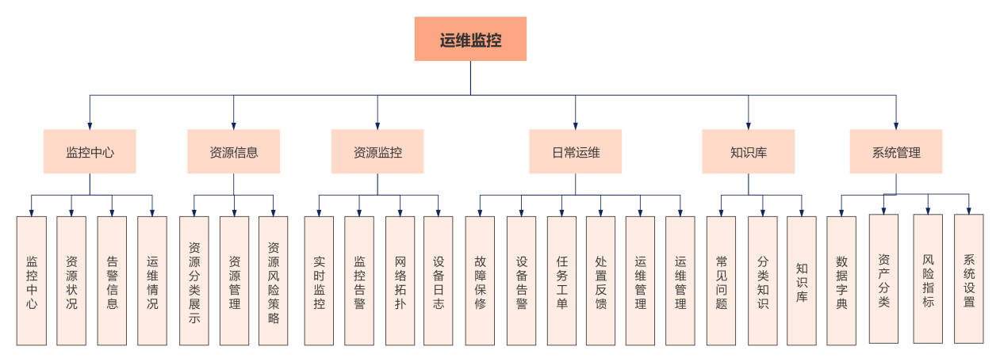 运维监控
监控中心
资源信息
资源监控
日常运维
知识库
系统管理
监控中心
资源状况
告警信息
运维情况
资源分类展示
资源管理
资源风险策略
实时监控
监控告警
网络拓扑
设备日志
故障保修
设备告警
任务工单
处置反馈
运维管理
运维管理
常见问题
分类知识
知识库
数据字典
资产分类
风险指标
系统设置